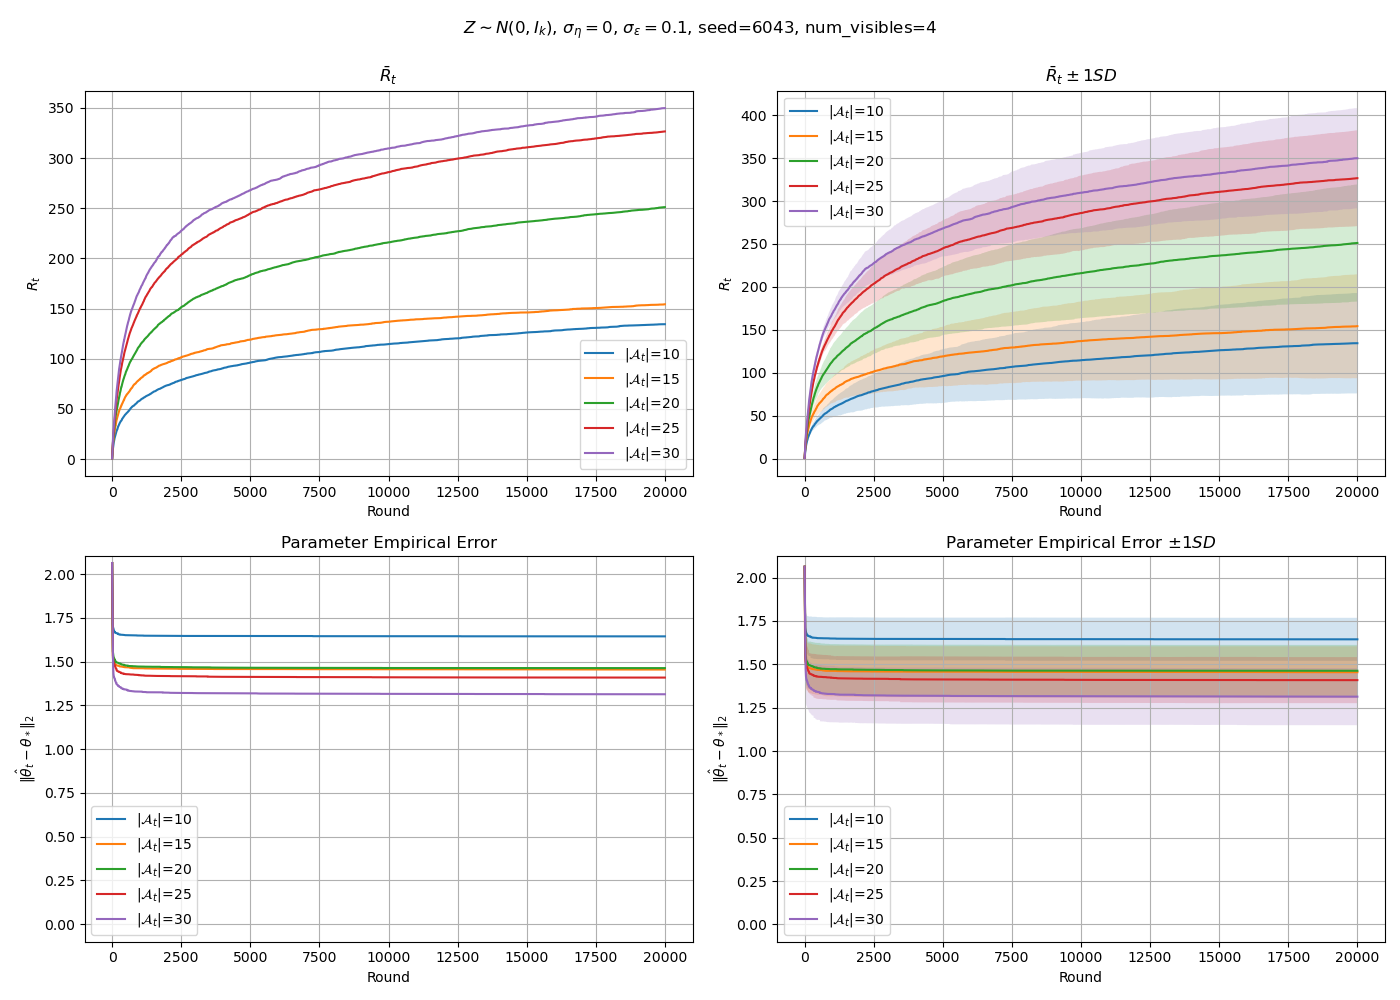 Z ∼ N(0, I_k), σ_η = 0, σ_ε = 0.1, seed=6043, num_visibles=4
R̄_t
R_t
350
300
250
200
150
100
50
0
0 2500 5000 7500 10000 12500 15000 17500 20000
Round
|𝒜_t|=10
|𝒜_t|=15
|𝒜_t|=20
|𝒜_t|=25
|𝒜_t|=30
R̄_t ± 1SD
R_t
400
350
300
250
200
150
100
50
0
0 2500 5000 7500 10000 12500 15000 17500 20000
Round
|𝒜_t|=10
|𝒜_t|=15
|𝒜_t|=20
|𝒜_t|=25
|𝒜_t|=30
Parameter Empirical Error
‖θ̂_t − θ_*‖_2
2.00
1.75
1.50
1.25
1.00
0.75
0.50
0.25
0.00
0 2500 5000 7500 10000 12500 15000 17500 20000
Round
|𝒜_t|=10
|𝒜_t|=15
|𝒜_t|=20
|𝒜_t|=25
|𝒜_t|=30
Parameter Empirical Error ±1SD
‖θ̂_t − θ_*‖_2
2.00
1.75
1.50
1.25
1.00
0.75
0.50
0.25
0.00
0 2500 5000 7500 10000 12500 15000 17500 20000
Round
|𝒜_t|=10
|𝒜_t|=15
|𝒜_t|=20
|𝒜_t|=25
|𝒜_t|=30